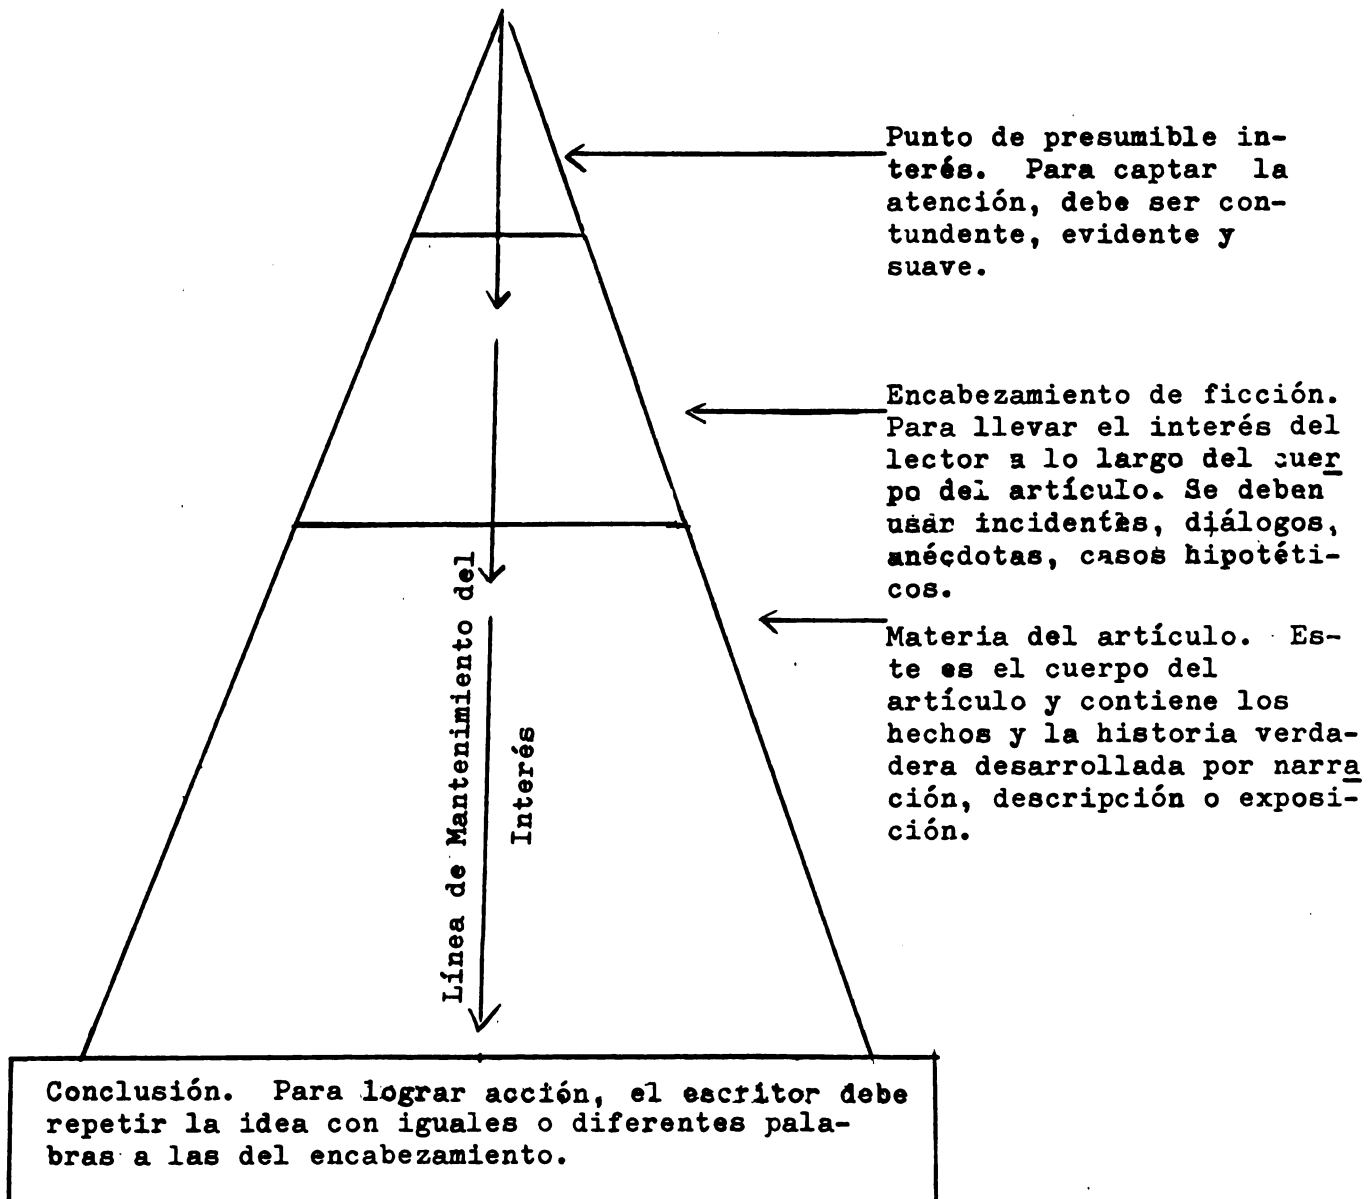 Punto de presumible in-
terés. Para captar la
atención, debe ser con-
tundente, evidente y
suave.
Encabezamiento de ficción.
Para llevar el interés del
lector a lo largo del cuer
po del artículo. Se deben
usar incidentes, diálogos,
anécdotas, casos hipotéti-
cos.
Materia del artículo. Es-
te es el cuerpo del
artículo y contiene los
hechos y la historia verda-
dera desarrollada por narra
ción, descripción o exposi-
ción.
Línea de Mantenimiento del
Interés
Conclusión. Para lograr acción, el escritor debe
repetir la idea con iguales o diferentes pala-
bras a las del encabezamiento.